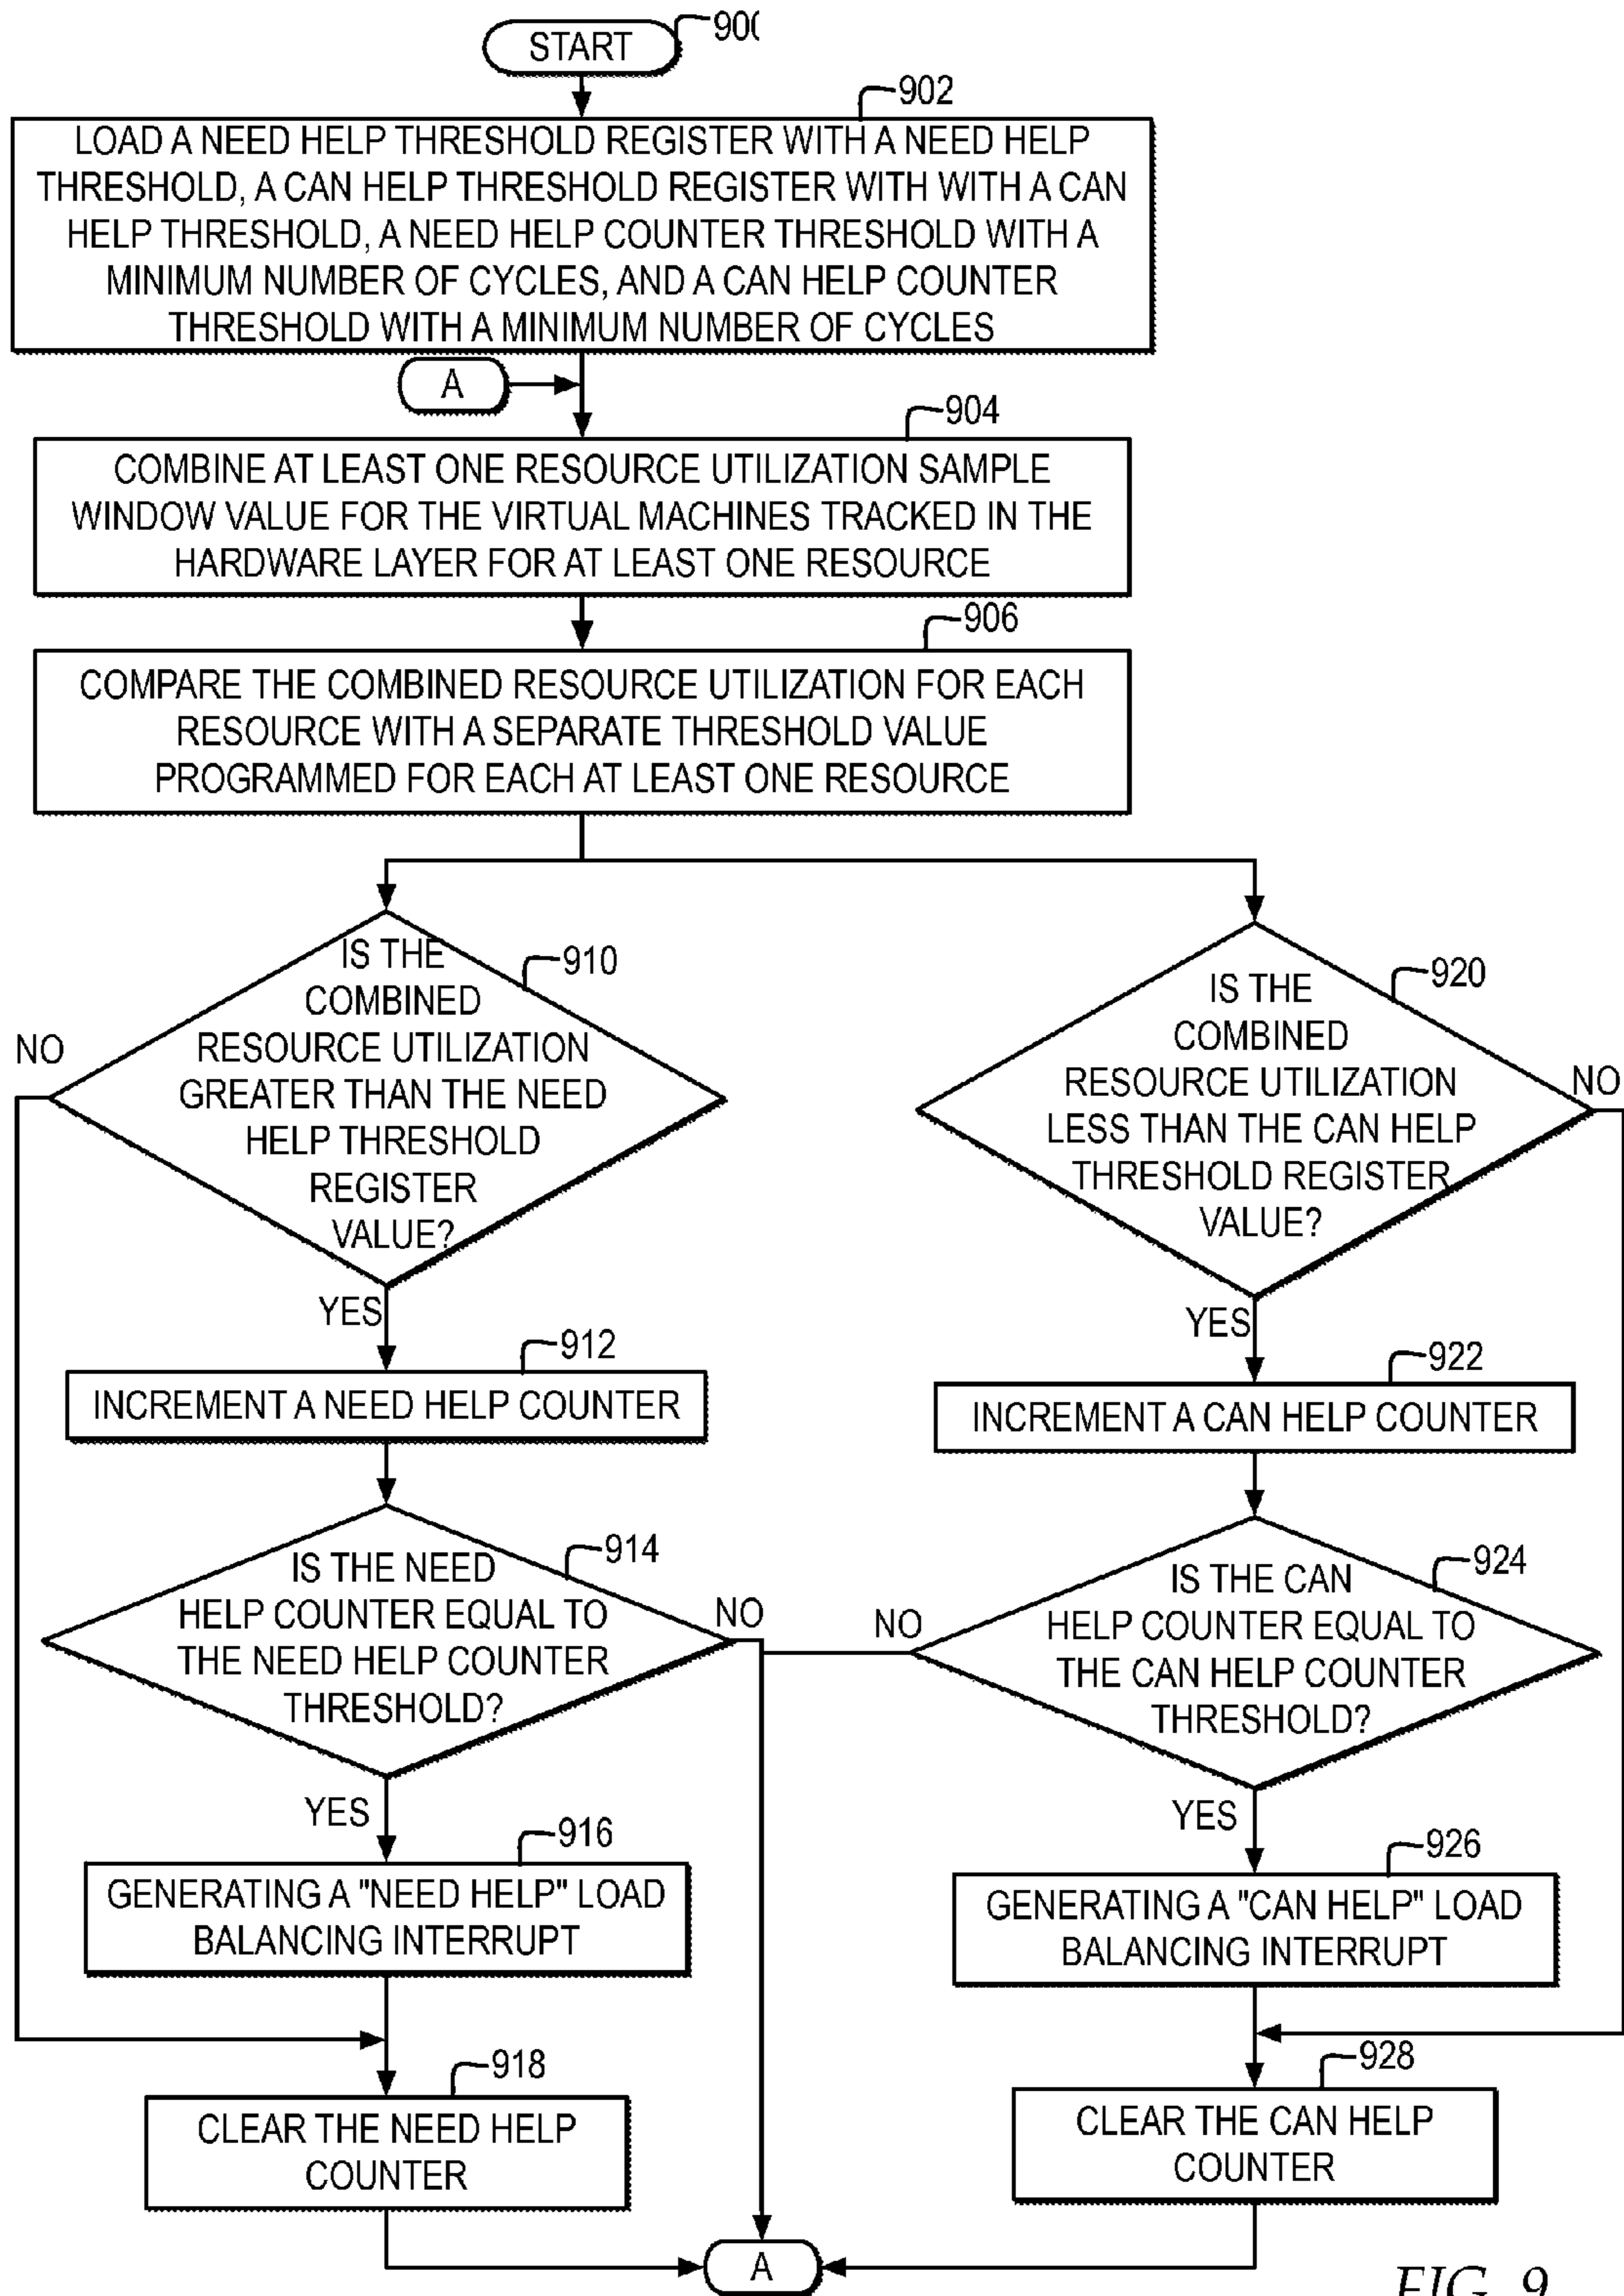 START
900
902
LOAD A NEED HELP THRESHOLD REGISTER WITH A NEED HELP
THRESHOLD, A CAN HELP THRESHOLD REGISTER WITH WITH A CAN
HELP THRESHOLD, A NEED HELP COUNTER THRESHOLD WITH A
MINIMUM NUMBER OF CYCLES, AND A CAN HELP COUNTER
THRESHOLD WITH A MINIMUM NUMBER OF CYCLES
A
904
COMBINE AT LEAST ONE RESOURCE UTILIZATION SAMPLE
WINDOW VALUE FOR THE VIRTUAL MACHINES TRACKED IN THE
HARDWARE LAYER FOR AT LEAST ONE RESOURCE
906
COMPARE THE COMBINED RESOURCE UTILIZATION FOR EACH
RESOURCE WITH A SEPARATE THRESHOLD VALUE
PROGRAMMED FOR EACH AT LEAST ONE RESOURCE
910
IS THE
COMBINED
RESOURCE UTILIZATION
GREATER THAN THE NEED
HELP THRESHOLD
REGISTER
VALUE?
NO
YES
920
IS THE
COMBINED
RESOURCE UTILIZATION
LESS THAN THE CAN HELP
THRESHOLD REGISTER
VALUE?
NO
YES
912
INCREMENT A NEED HELP COUNTER
922
INCREMENT A CAN HELP COUNTER
914
IS THE NEED
HELP COUNTER EQUAL TO
THE NEED HELP COUNTER
THRESHOLD?
NO
YES
924
IS THE CAN
HELP COUNTER EQUAL TO
THE CAN HELP COUNTER
THRESHOLD?
NO
YES
916
GENERATING A "NEED HELP" LOAD
BALANCING INTERRUPT
926
GENERATING A "CAN HELP" LOAD
BALANCING INTERRUPT
918
CLEAR THE NEED HELP
COUNTER
928
CLEAR THE CAN HELP
COUNTER
A
FIG. 9